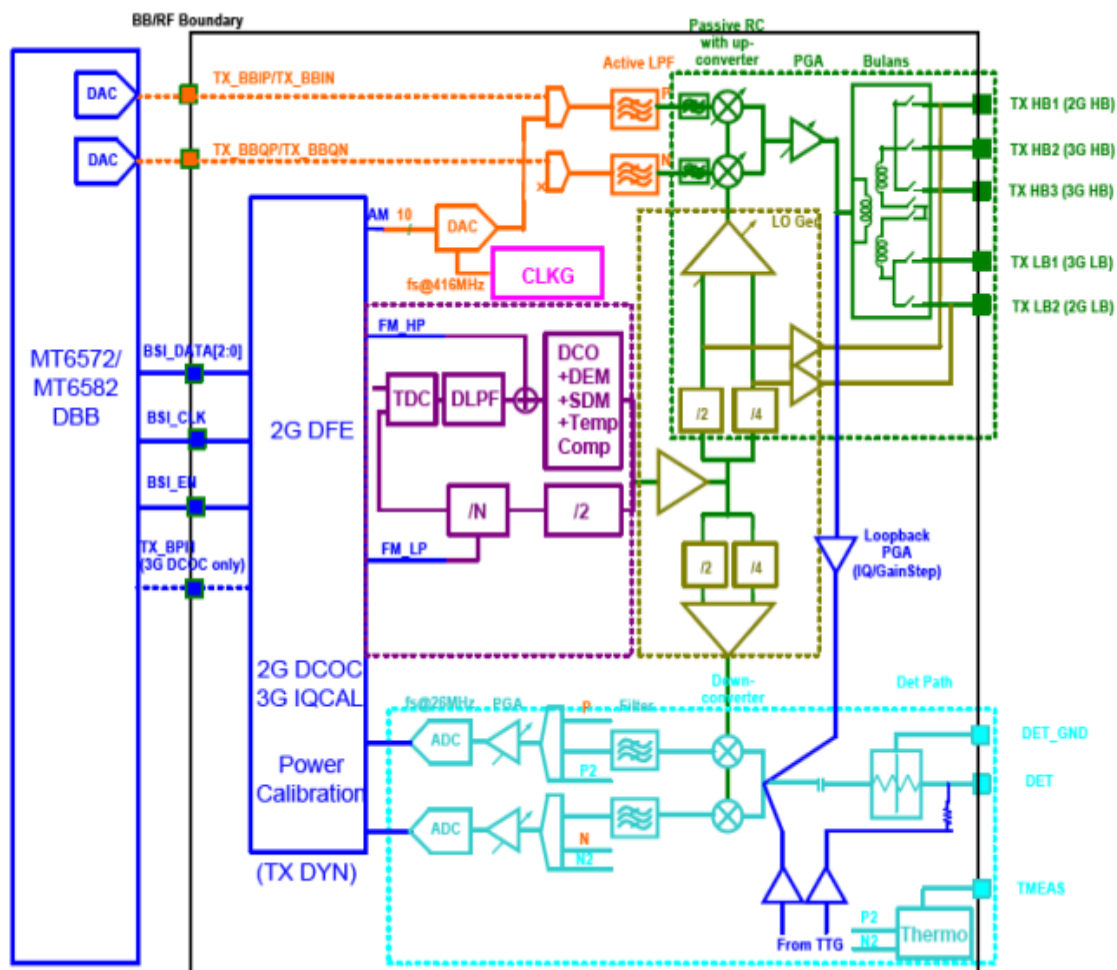 BB/RF Boundary
Passive RC
with up-
converter
PGA
Bulans
Active LPF
DAC
TX_BBIP/TX_BBIN
P
TX HB1 (2G HB)
DAC
TX_BBQP/TX_BBQN
N
TX HB2 (3G HB)
TX HB3 (3G HB)
AM
10
DAC
LO Gen
fs@416MHz
CLKG
TX LB1 (3G LB)
TX LB2 (2G LB)
MT6572/
MT6582
DBB
BSI_DATA[2:0]
BSI_CLK
BSI_EN
TX_BPI1
(3G DCOC only)
2G DFE
FM_HP
TDC
DLPF
DCO
+DEM
+SDM
+Temp
Comp
/2
/4
/N
/2
FM_LP
/2
/4
Loopback
PGA
(IQ/GainStep)
2G DCOC
3G IQCAL
Power
Calibration
(TX DYN)
Down-
converter
Det Path
fs@26MHz
PGA
P
Filter
ADC
P2
DET_GND
DET
ADC
N
N2
TMEAS
P2
N2
Thermo
From TTG